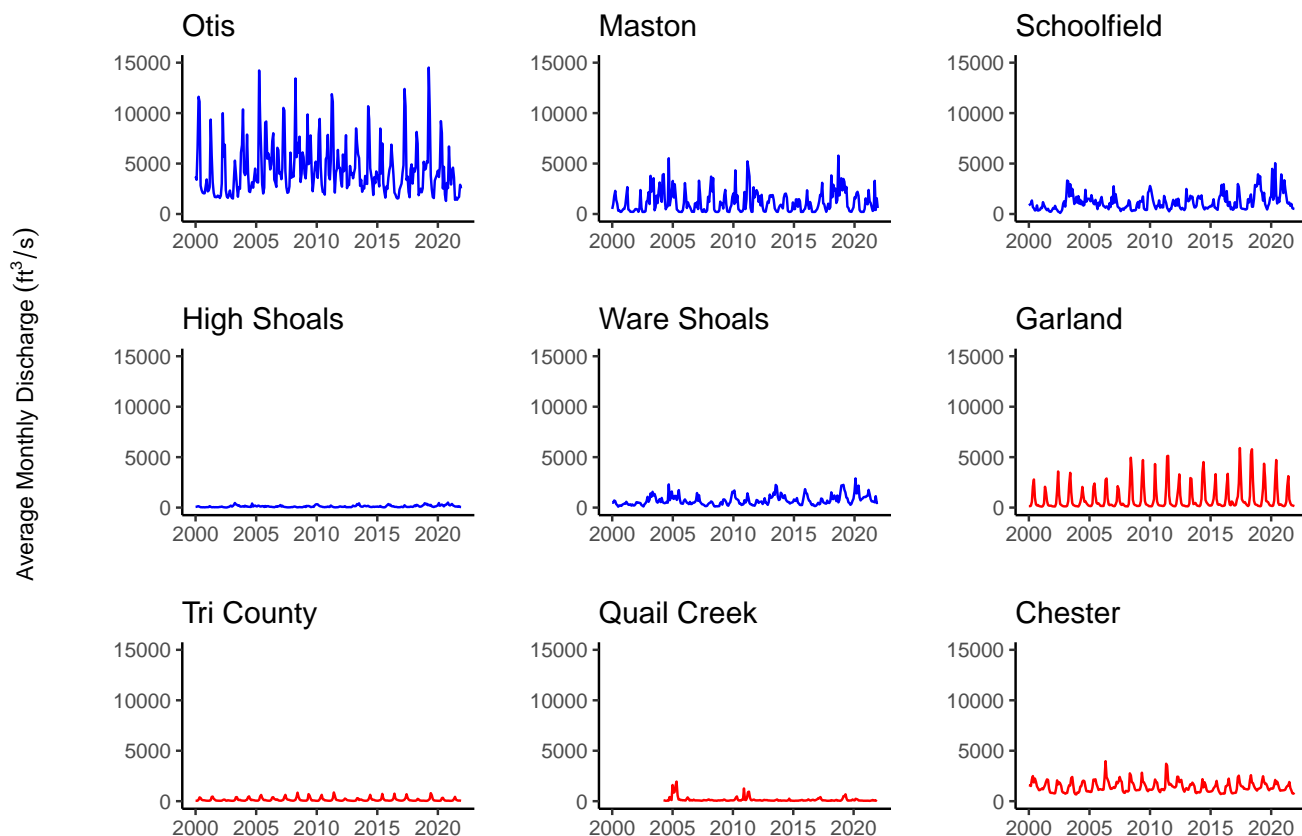 Otis Maston Schoolfield
15000 15000 15000
10000 10000 10000
5000 5000 5000
0 0 0
2000 2005 2010 2015 2020 2000 2005 2010 2015 2020 2000 2005 2010 2015 2020
High Shoals Ware Shoals Garland
15000 15000 15000
10000 10000 10000
5000 5000 5000
0 0 0
2000 2005 2010 2015 2020 2000 2005 2010 2015 2020 2000 2005 2010 2015 2020
Average Monthly Discharge (ft³/s)
Tri County Quail Creek Chester
15000 15000 15000
10000 10000 10000
5000 5000 5000
0 0 0
2000 2005 2010 2015 2020 2000 2005 2010 2015 2020 2000 2005 2010 2015 2020